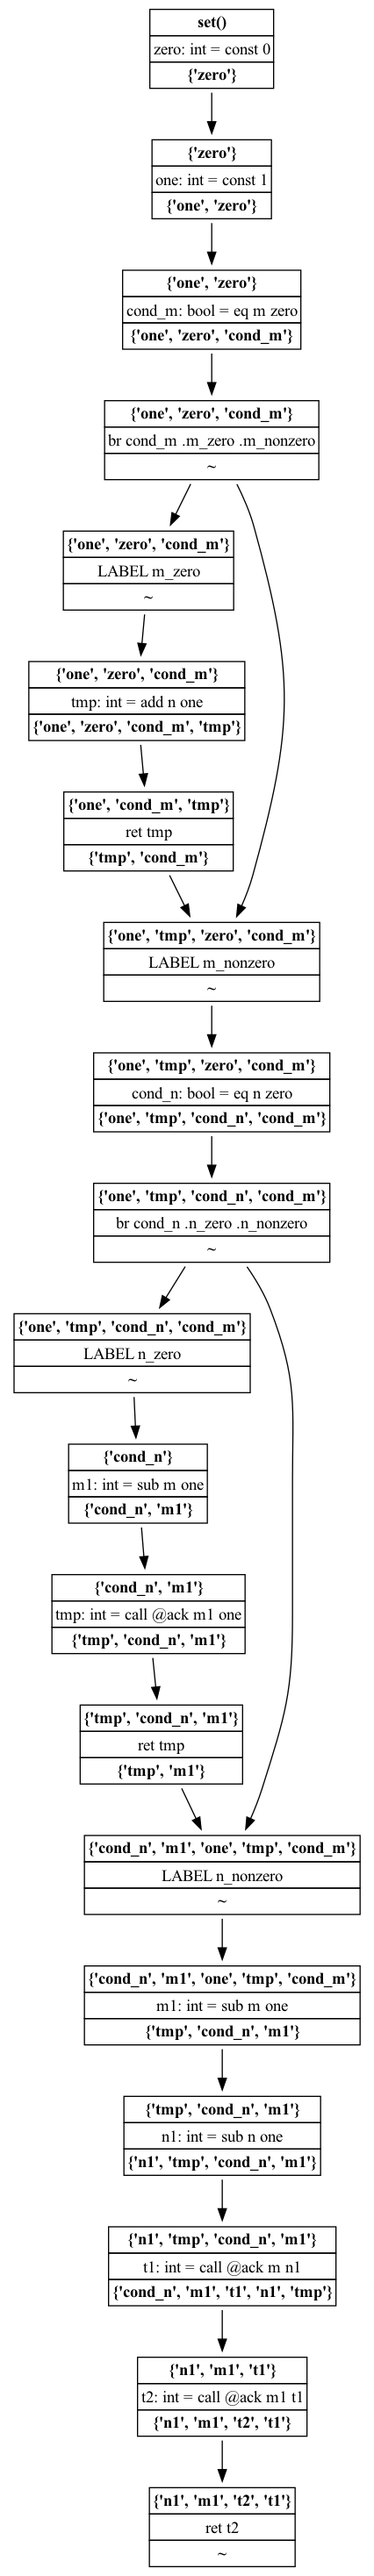 set()
zero: int = const 0
{'zero'}
{'zero'}
one: int = const 1
{'one', 'zero'}
{'one', 'zero'}
cond_m: bool = eq m zero
{'one', 'zero', 'cond_m'}
{'one', 'zero', 'cond_m'}
br cond_m .m_zero .m_nonzero
~
{'one', 'zero', 'cond_m'}
LABEL m_zero
~
{'one', 'zero', 'cond_m'}
tmp: int = add n one
{'one', 'zero', 'cond_m', 'tmp'}
{'one', 'cond_m', 'tmp'}
ret tmp
{'tmp', 'cond_m'}
{'one', 'tmp', 'zero', 'cond_m'}
LABEL m_nonzero
~
{'one', 'tmp', 'zero', 'cond_m'}
cond_n: bool = eq n zero
{'one', 'tmp', 'cond_n', 'cond_m'}
{'one', 'tmp', 'cond_n', 'cond_m'}
br cond_n .n_zero .n_nonzero
~
{'one', 'tmp', 'cond_n', 'cond_m'}
LABEL n_zero
~
{'cond_n'}
m1: int = sub m one
{'cond_n', 'm1'}
{'cond_n', 'm1'}
tmp: int = call @ack m1 one
{'tmp', 'cond_n', 'm1'}
{'tmp', 'cond_n', 'm1'}
ret tmp
{'tmp', 'm1'}
{'cond_n', 'm1', 'one', 'tmp', 'cond_m'}
LABEL n_nonzero
~
{'cond_n', 'm1', 'one', 'tmp', 'cond_m'}
m1: int = sub m one
{'tmp', 'cond_n', 'm1'}
{'tmp', 'cond_n', 'm1'}
n1: int = sub n one
{'n1', 'tmp', 'cond_n', 'm1'}
{'n1', 'tmp', 'cond_n', 'm1'}
t1: int = call @ack m n1
{'cond_n', 'm1', 't1', 'n1', 'tmp'}
{'n1', 'm1', 't1'}
t2: int = call @ack m1 t1
{'n1', 'm1', 't2', 't1'}
{'n1', 'm1', 't2', 't1'}
ret t2
~